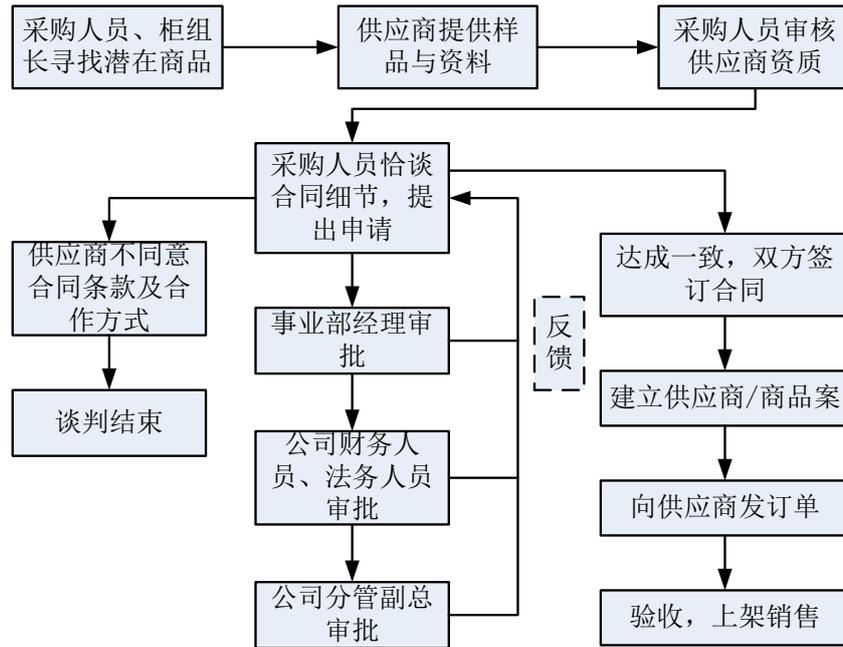 采购人员、柜组
长寻找潜在商品
供应商提供样
品与资料
采购人员审核
供应商资质
采购人员恰谈
合同细节，提
出申请
供应商不同意
合同条款及合
作方式
谈判结束
事业部经理审
批
公司财务人
员、法务人员
审批
公司分管副总
审批
反
馈
达成一致，双方签
订合同
建立供应商/商品案
向供应商发订单
验收，上架销售